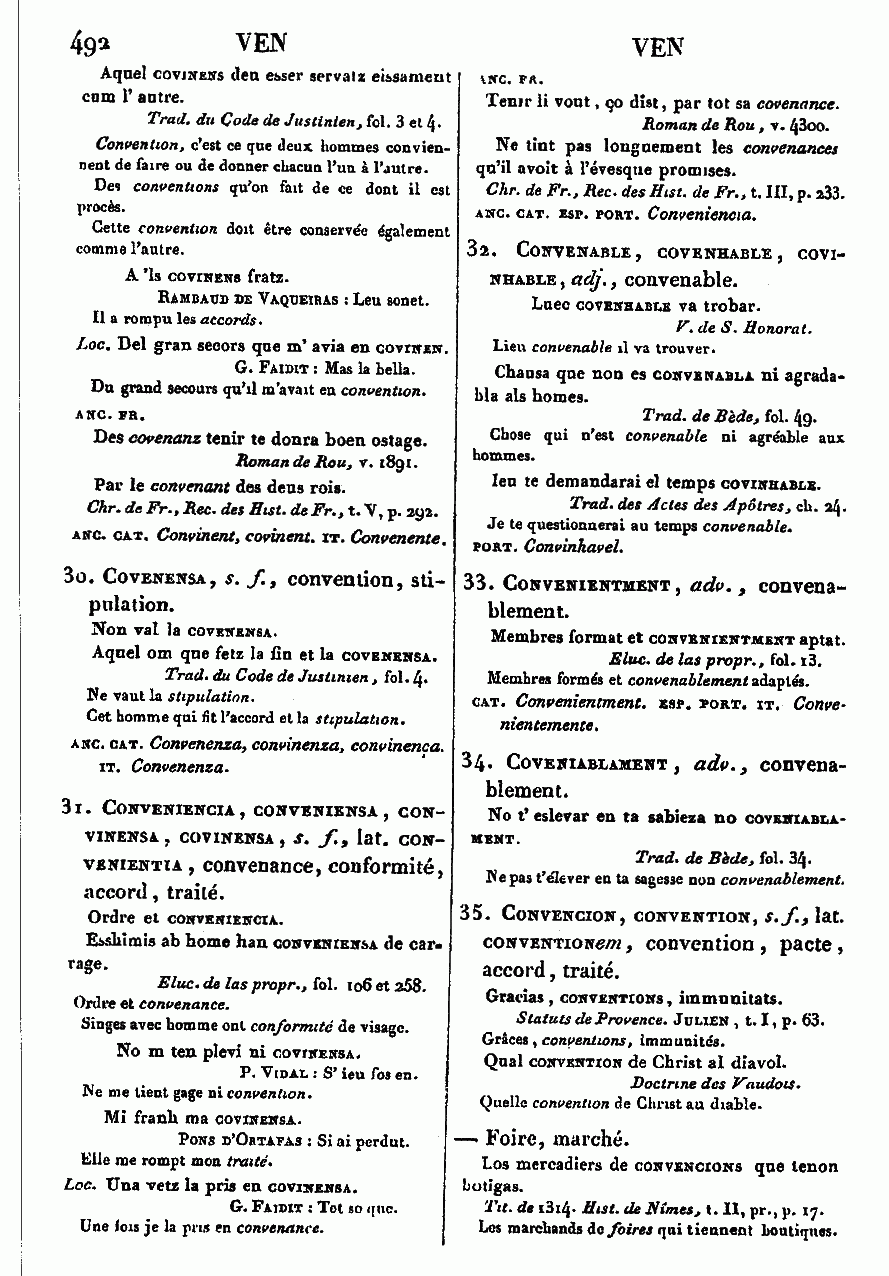 492 VEN
VEN
Aquel COVINENS deu esser servatz eissament
cum l'autre.
Trad. du Code de Justinien, fol. 3 et 4.
Convention, c'est ce que deux hommes convien-
nent de faire ou de donner chacun l'un à l'autre.
Des conventions qu'on fait de ce dont il est
procès.
Cette convention doit être conservée également
comme l'autre.
A 'ls COVINENS fratz.
RAMBAUD DE VAQUEIRAS : Leu sonet.
Il a rompu les accords.
Loc. Del gran secors que m' avia en COVINEN.
G. FAIDIT : Mas la bella.
Du grand secours qu'il m'avait en convention.
ANC. FR.
Des covenanz tenir te donra boen ostage.
Roman de Rou, v. 1891.
Par le convenant des deus rois.
Chr. de Fr., Rec. des Hist. de Fr., t. V, p. 292.
ANC. CAT. Convinent, covinent. IT. Convenente.
30. COVENENSA, s. f., convention, sti-
pulation.
Non val la COVENENSA.
Aquel om que fetz la fin et la COVENENSA.
Trad. du Code de Justinien, fol. 4.
Ne vaut la stipulation.
Cet homme qui fit l'accord et la stipulation.
ANC. CAT. Convenenza, convinenza, convinença.
IT. Convenenza.
31. CONVENIENCIA, CONVENIENSA, CON-
VINENSA, COVINENSA, s. f., lat. CON-
VENIENTIA, convenance, conformité,
accord, traité.
Ordre et CONVENIENCIA.
Esshimis ab home han CONVENIENSA de car-
rage.
Eluc. de las propr., fol. 106 et 258.
Ordre et convenance.
Singes avec homme ont conformité de visage.
No m ten plevi ni COVINENSA.
P. VIDAL : S' ieu fos en.
Ne me tient gage ni convention.
Mi franh ma COVINENSA.
PONS D'ORTAFAS : Si ai perdut.
Elle me rompt mon traité.
Loc. Una vetz la pris en COVINENSA.
G. FAIDIT : Tot so que.
Une fois je la pris en convenance.
ANC. FR.
Tenir li vont, ço dist, par tot sa covenance.
Roman de Rou, v. 4300.
Ne tint pas longuement les convenances
qu'il avoit à l'évesque promises.
Chr. de Fr., Rec. des Hist. de Fr., t. III, p. 233.
ANC. CAT. ESP. PORT. Conveniencia.
32. CONVENABLE, COVENHABLE, COVI-
NHABLE, adj., convenable.
Luec COVENHABLE va trobar.
V. de S. Honorat.
Lieu convenable il va trouver.
Chausa que non es CONVENABLA ni agrada-
bla als homes.
Trad. de Bède, fol. 49.
Chose qui n'est convenable ni agréable aux
hommes.
Ieu te demandarai el temps COVINHABLE.
Trad. des Actes des Apôtres, ch. 24.
Je te questionnerai au temps convenable.
PORT. Convinhavel.
33. CONVENIENTMENT, adv., convena-
blement.
Membres format et CONVENIENTMENT aptat.
Eluc. de las propr., fol. 13.
Membres formés et convenablement adaptés.
CAT. Convenientment. ESP. PORT. IT. Conve-
nientemente.
34. COVENIABLAMENT, adv., convena-
blement.
No t' eslevar en ta sabieza no COVENIABLA-
MENT.
Trad. de Bède, fol. 34.
Ne pas t'élever en ta sagesse non convenablement.
35. CONVENCION, CONVENTION, s. f., lat.
CONVENTIONem, convention, pacte,
accord, traité.
Gracias, CONVENTIONS, immunitats.
Statuts de Provence. JULIEN, t. I, p. 63.
Grâces, conventions, immunités.
Qual CONVENTION de Christ al diavol.
Doctrine des Vaudois.
Quelle convention de Christ au diable.
— Foire, marché.
Los mercadiers de CONVENCIONS que tenon
botigas.
Tit. de 1314. Hist. de Nîmes, t. II, pr., p. 17.
Les marchands de foires qui tiennent boutiques.